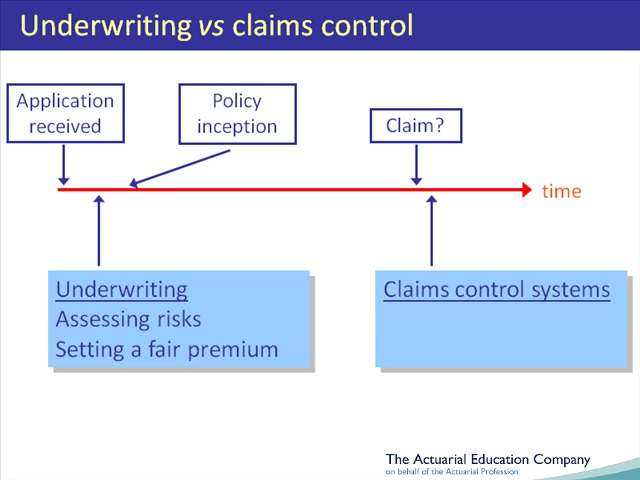 Underwriting vs claims control
Application
received
Policy
inception
Claim?
time
Underwriting
Assessing risks
Setting a fair premium
Claims control systems
The Actuarial Education Company
on behalf of the Actuarial Profession